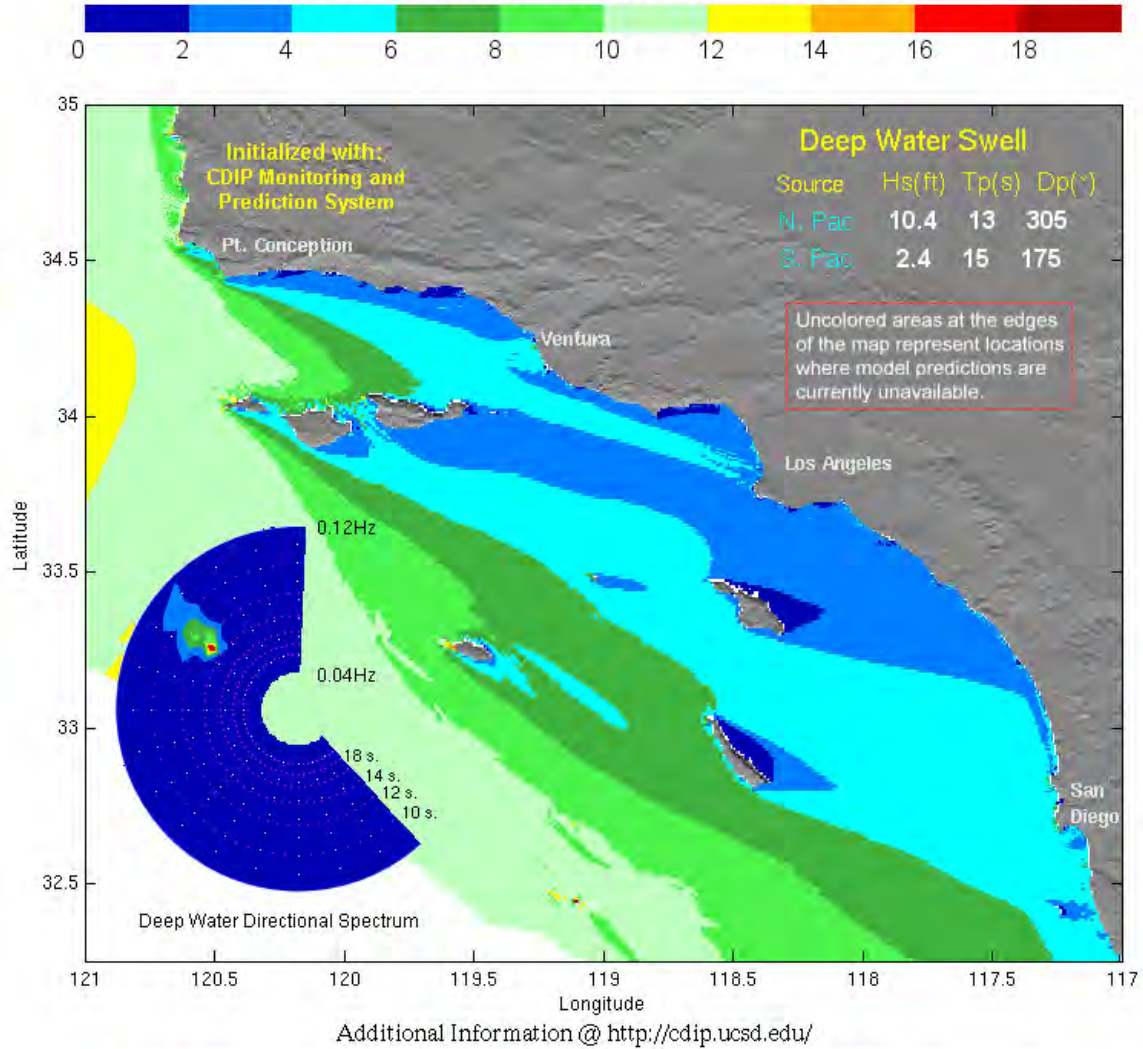 0 2 4 6 8 10 12 14 16 18
35
Initialized with:
CDIP Monitoring and
Prediction System
Deep Water Swell
Source Hs(ft) Tp(s) Dp(°)
N. Pac 10.4 13 305
S. Pac 2.4 15 175
Pt. Conception
34.5
Uncolored areas at the edges
of the map represent locations
where model predictions are
currently unavailable.
Ventura
34
Los Angeles
Latitude
33.5
0.12Hz
0.04Hz
33
18 s.
14 s.
12 s.
10 s.
San
Diego
32.5
Deep Water Directional Spectrum
121 120.5 120 119.5 119 118.5 118 117.5 117
Longitude
Additional Information @ http://cdip.ucsd.edu/